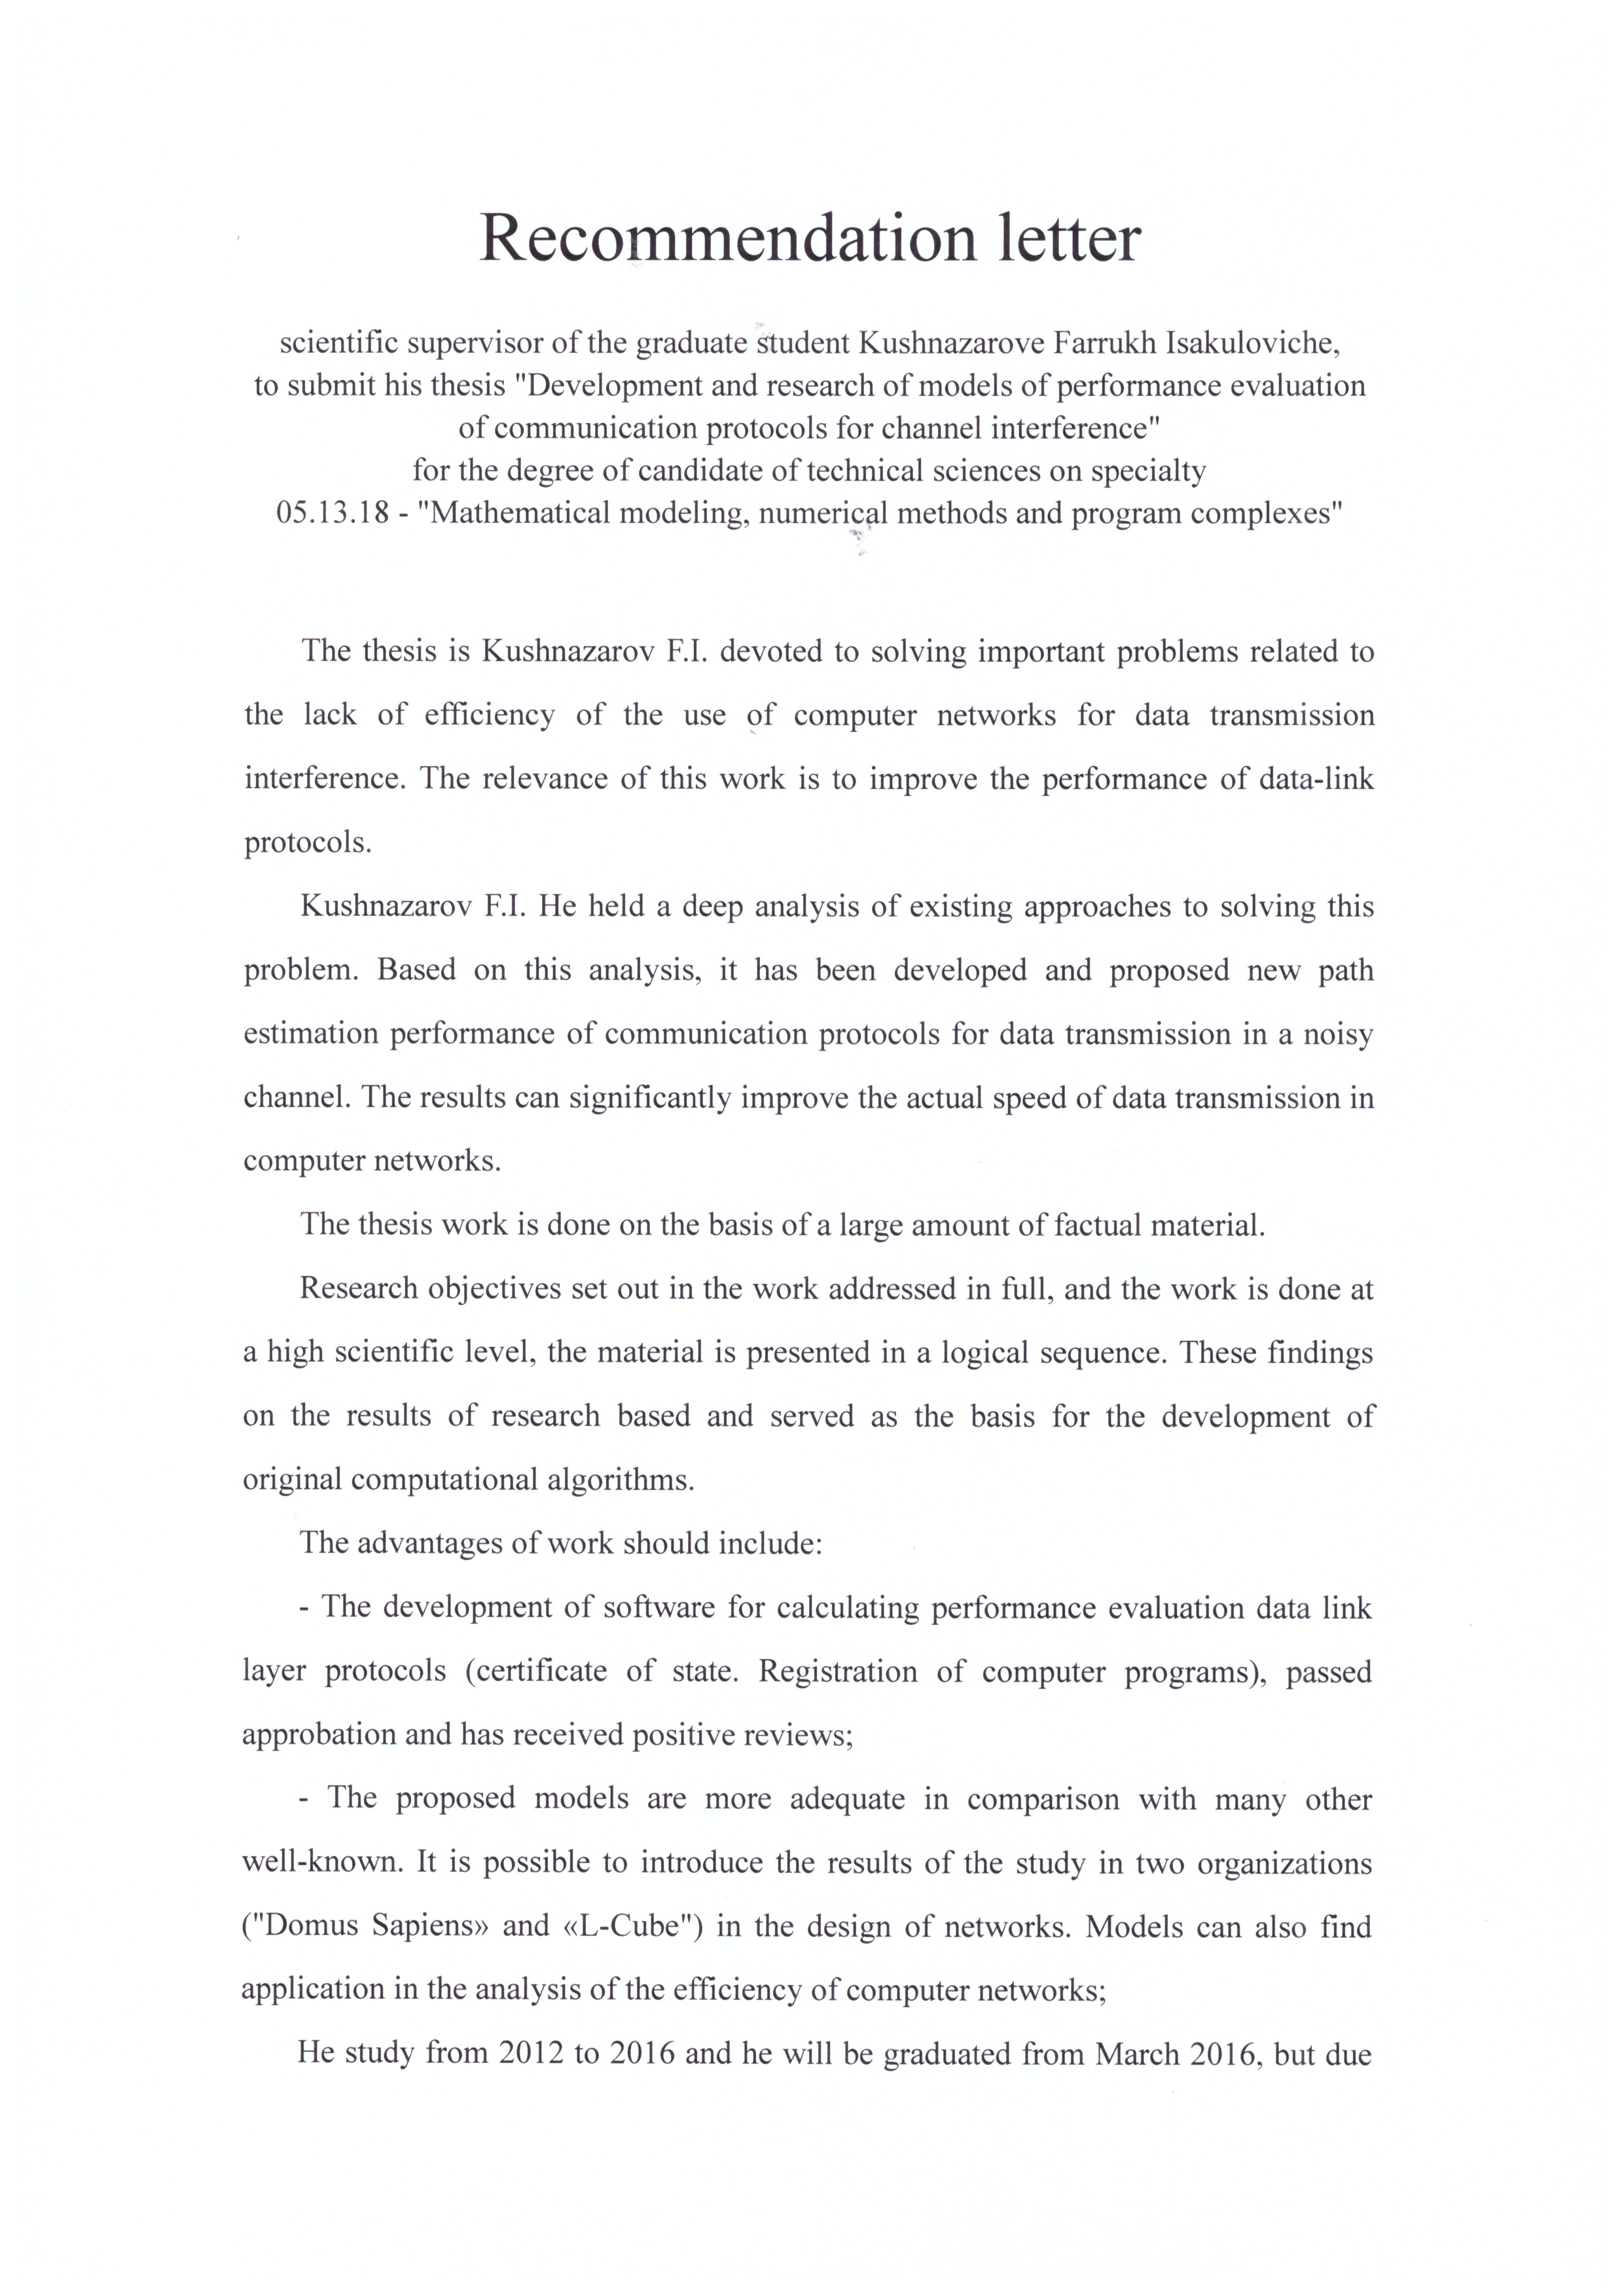 Recommendation letter
scientific supervisor of the graduate student Kushnazarove Farrukh Isakuloviche,
to submit his thesis "Development and research of models of performance evaluation
of communication protocols for channel interference"
for the degree of candidate of technical sciences on specialty
05.13.18 - "Mathematical modeling, numerical methods and program complexes"
The thesis is Kushnazarov F.I. devoted to solving important problems related to
the lack of efficiency of the use of computer networks for data transmission
interference. The relevance of this work is to improve the performance of data-link
protocols.
Kushnazarov F.I. He held a deep analysis of existing approaches to solving this
problem. Based on this analysis, it has been developed and proposed new path
estimation performance of communication protocols for data transmission in a noisy
channel. The results can significantly improve the actual speed of data transmission in
computer networks.
The thesis work is done on the basis of a large amount of factual material.
Research objectives set out in the work addressed in full, and the work is done at
a high scientific level, the material is presented in a logical sequence. These findings
on the results of research based and served as the basis for the development of
original computational algorithms.
The advantages of work should include:
- The development of software for calculating performance evaluation data link
layer protocols (certificate of state. Registration of computer programs), passed
approbation and has received positive reviews;
- The proposed models are more adequate in comparison with many other
well-known. It is possible to introduce the results of the study in two organizations
("Domus Sapiens» and «L-Cube") in the design of networks. Models can also find
application in the analysis of the efficiency of computer networks;
He study from 2012 to 2016 and he will be graduated from March 2016, but due